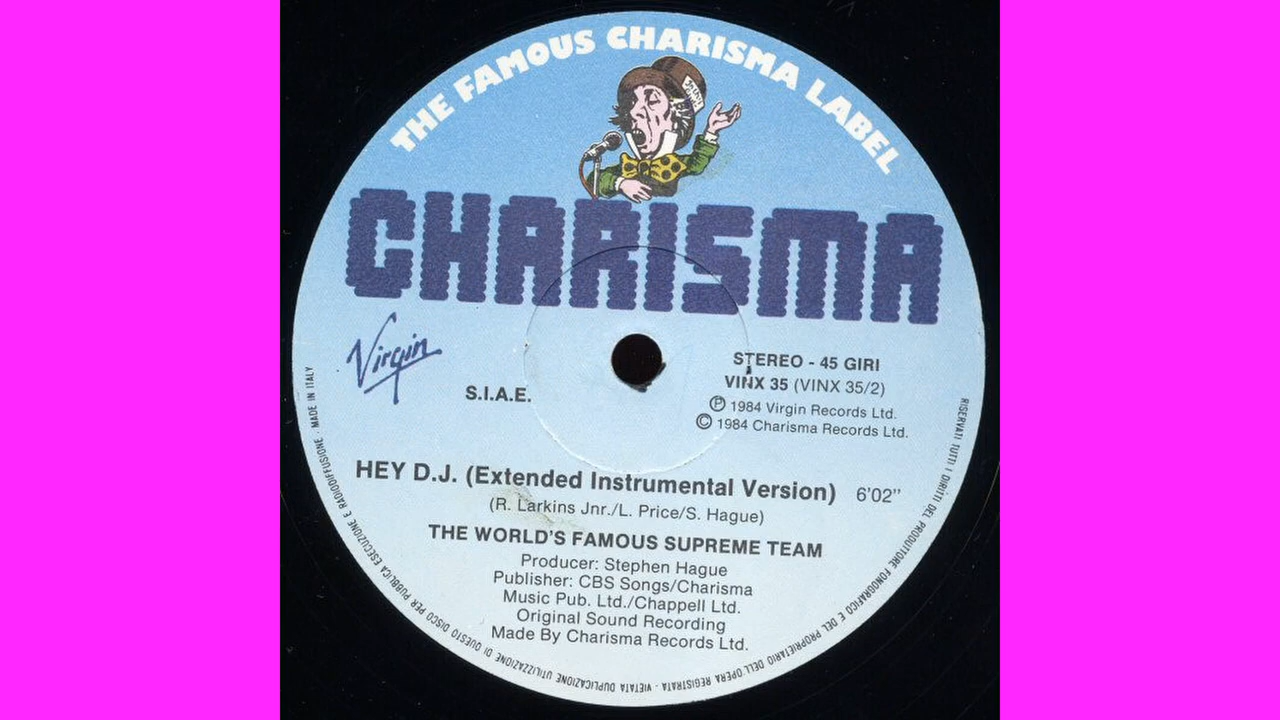 THE FAMOUS CHARISMA LABEL
CHARISMA
Virgin
S.I.A.E.
STEREO - 45 GIRI
VINX 35 (VINX 35/2)
Ⓟ 1984 Virgin Records Ltd.
© 1984 Charisma Records Ltd.
HEY D.J. (Extended Instrumental Version) 6'02"
(R. Larkins Jnr./L. Price/S. Hague)
THE WORLD'S FAMOUS SUPREME TEAM
Producer: Stephen Hague
Publisher: CBS Songs/Charisma
Music Pub. Ltd./Chappell Ltd.
Original Sound Recording
Made By Charisma Records Ltd.
RISERVATI TUTTI I DIRITTI DEL PRODUTTORE FONOGRAFICO E DEL PROPRIETARIO DELL'OPERA REGISTRATA - VIETATA DUPLICAZIONE UTILIZZAZIONE DI QUESTO DISCO PER PUBBLICA ESECUZIONE E RADIODIFFUSIONE - MADE IN ITALY